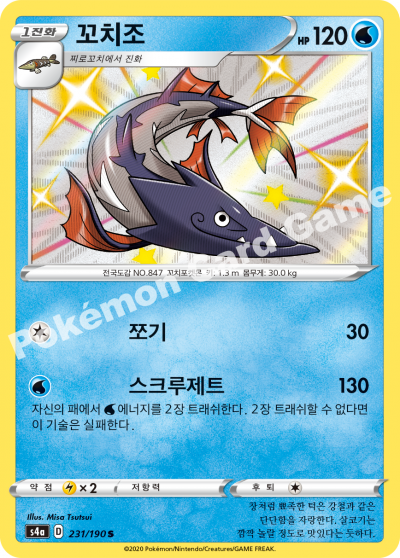 1진화
꼬치조
HP 120
찌로꼬치에서 진화
전국도감 NO.847 꼬치포켓몬 키: 1.3 m 몸무게: 30.0 kg
쪼기 30
스크루제트 130
자신의 패에서 에너지를 2장 트래쉬한다. 2장 트래쉬할 수 없다면
이 기술은 실패한다.
약점 ×2 저항력 후퇴
Illus. Misa Tsutsui
s4a D 231/190 S
창처럼 뾰족한 턱은 강철과 같은
단단함을 자랑한다. 살코기는
깜짝 놀랄 정도로 맛있다는 듯하다.
©2020 Pokémon/Nintendo/Creatures/GAME FREAK.
Pokémon Card Game